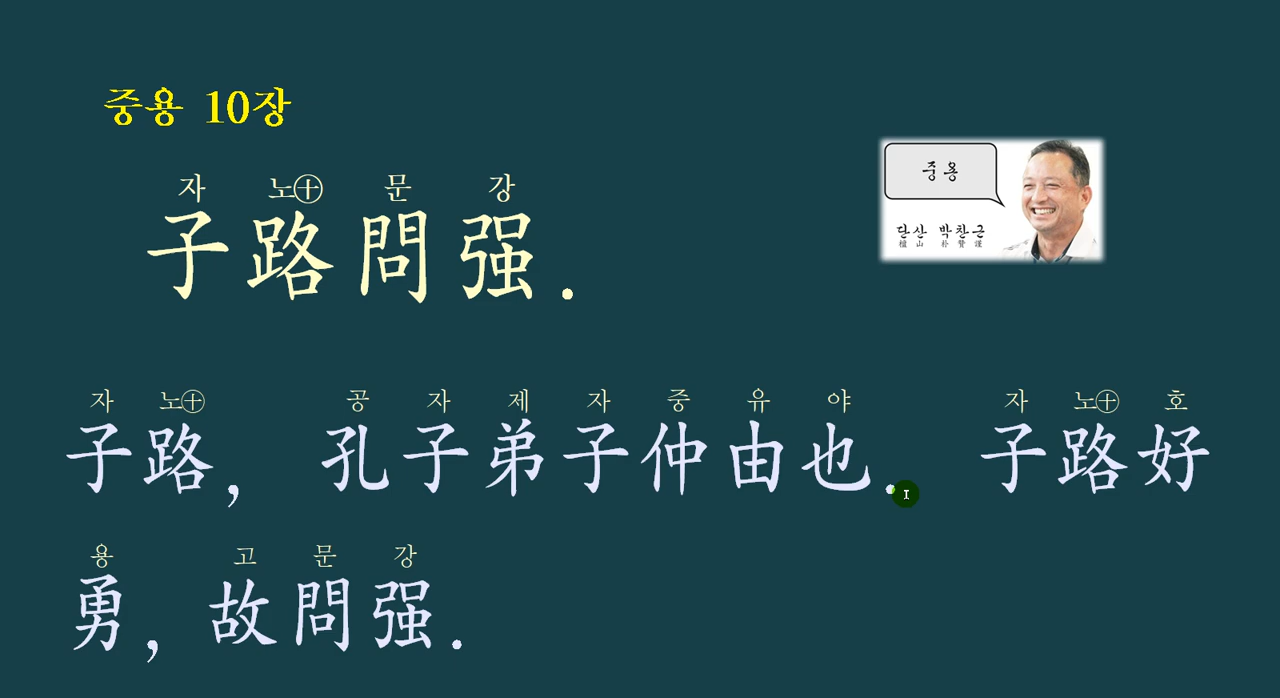 중용 10장
중용
단산 박찬근
檀山 朴贊謹
자 노㊉ 문 강
子路問强.
자 노㊉ 공 자 제 자 중 유 야 자 노㊉ 호
子路, 孔子弟子仲由也. 子路好
용 고 문 강
勇, 故問强.